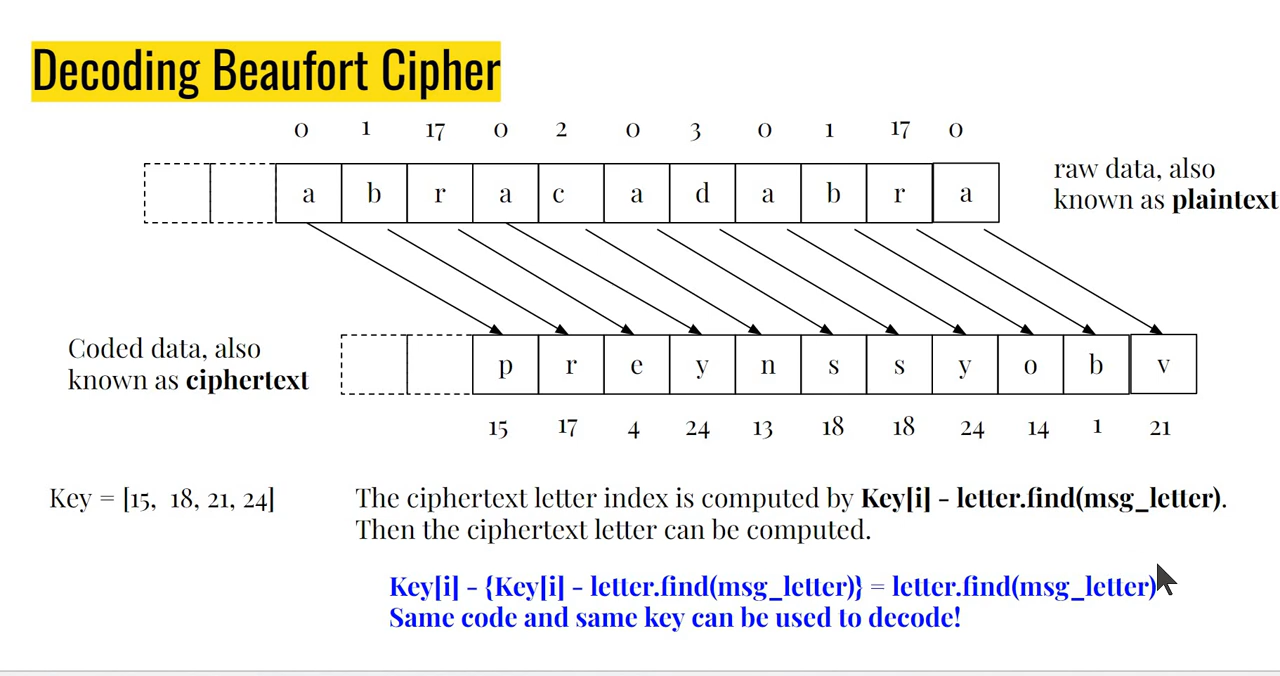 Decoding Beaufort Cipher
0 1 17 0 2 0 3 0 1 17 0
a b r a c a d a b r a
raw data, also
known as plaintext
Coded data, also
known as ciphertext
p r e y n s s y o b v
15 17 4 24 13 18 18 24 14 1 21
Key = [15, 18, 21, 24]
The ciphertext letter index is computed by Key[i] - letter.find(msg_letter).
Then the ciphertext letter can be computed.
Key[i] - {Key[i] - letter.find(msg_letter)} = letter.find(msg_letter)
Same code and same key can be used to decode!